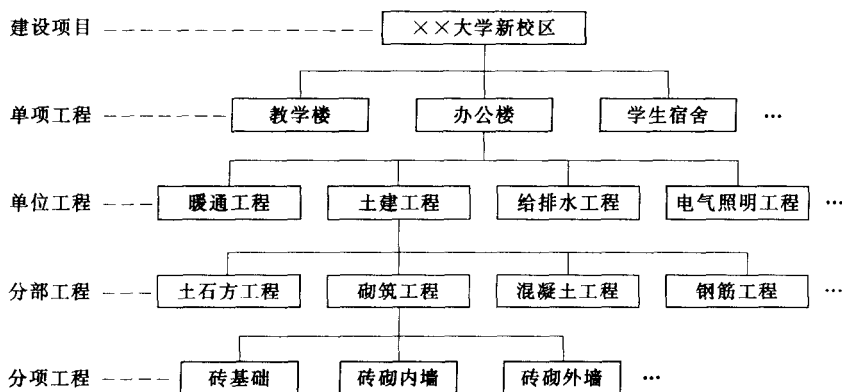 建设项目 ××大学新校区
单项工程 教学楼 办公楼 学生宿舍 …
单位工程 暖通工程 土建工程 给排水工程 电气照明工程 …
分部工程 土石方工程 砌筑工程 混凝土工程 钢筋工程 …
分项工程 砖基础 砖砌内墙 砖砌外墙 …